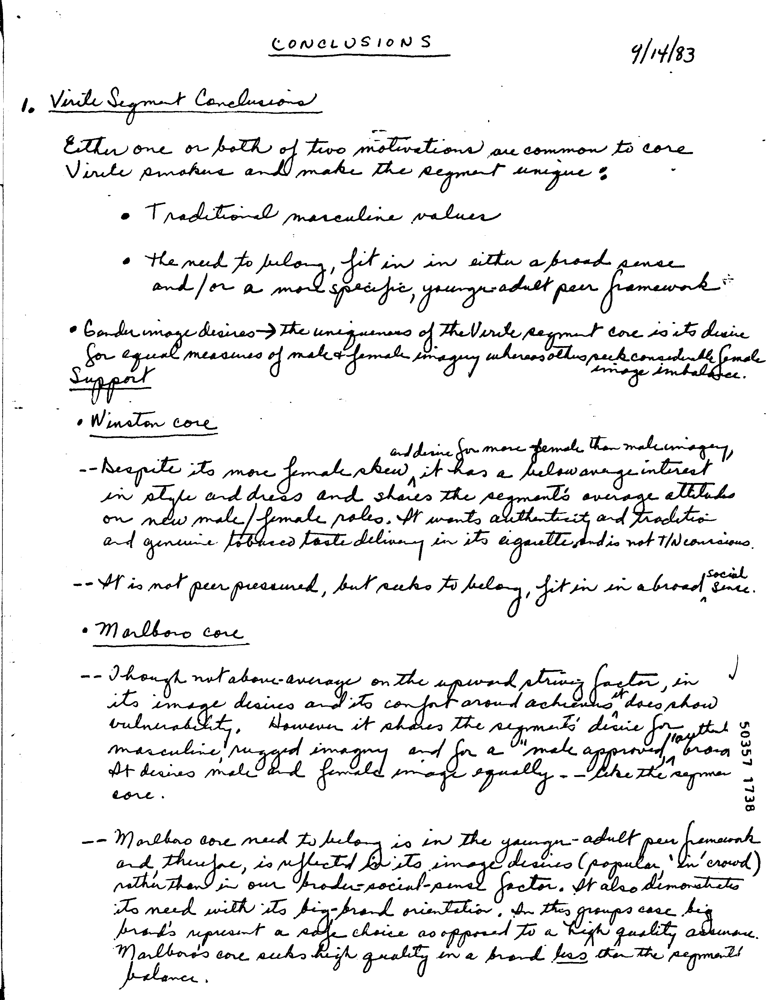 CONCLUSIONS
9/14/83
1. Virile Segment Conclusions
Either one or both of two motivations are common to core
Virile smokers and make the segment unique:
• Traditional masculine values
• the need to belong, fit in in either a broad sense
and/or a more specific, younger-adult peer framework
• Gender image desires → the uniqueness of the Virile segment core is its desire
for equal measures of male & female imagery whereas others seek considerable female
image imbalance.
Support
• Winston core
and desire for more female than male imagery,
-- Despite its more female skew, it has a below average interest
in style and dress and shares the segment's average attitudes
on new male/female roles. It wants authenticity and tradition
and genuine tobacco taste delivery in its cigarette and is not T/N conscious.
-- It is not peer pressured, but seeks to belong, fit in in a broad social sense.
• Marlboro core
-- Though not above-average on the upward striving factor, in
its image desires and its comfort around achievers it does show
vulnerability. However it shares the segments' desire for
masculine, rugged imagery and for a "male approved," brand
It desires male and female image equally -- like the segmen
core.
-- Marlboro core need to belong is in the younger-adult peer framework
and, therefore, is reflected in its image desires (popular, 'in' crowd)
rather than in our broader-social-sense factor. It also demonstrates
its need with its big-brand orientation. In this groups case big
brands represent a safe choice as opposed to a high quality assurance.
Marlboro's core seeks high quality in a brand less than the segment's
balance.
50357 1738